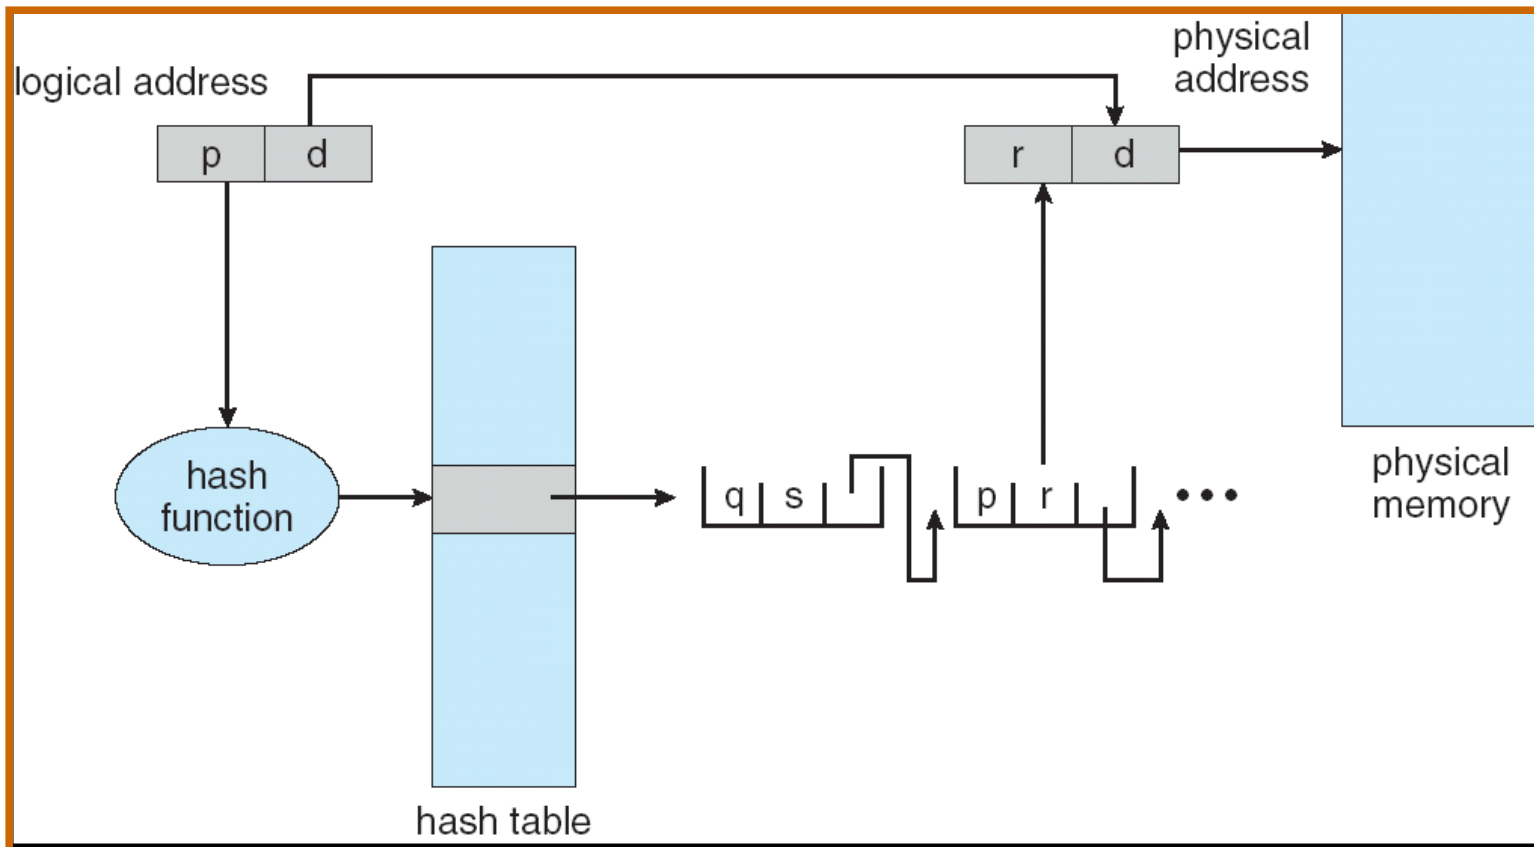 logical address
p d
physical
address
r d
hash
function
q s
p r
•••
physical
memory
hash table